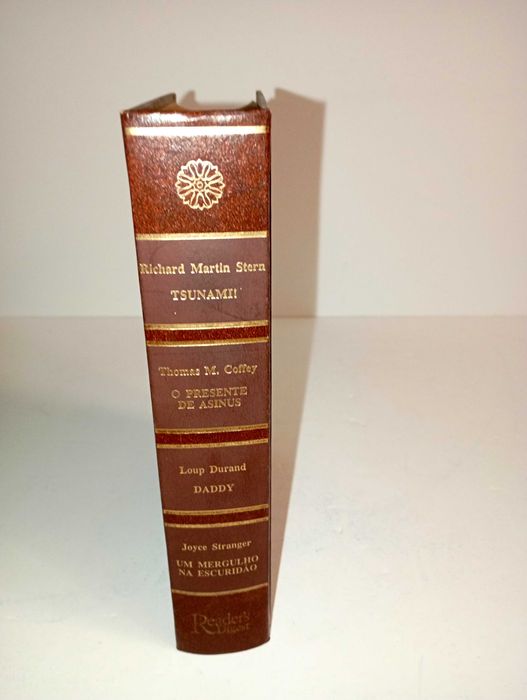 Richard Martin Stern
TSUNAMI!
Thomas M. Coffey
O PRESENTE
DE ASINUS
Loup Durand
DADDY
Joyce Stranger
UM MERGULHO
NA ESCURIDÃO
Reader's
Digest